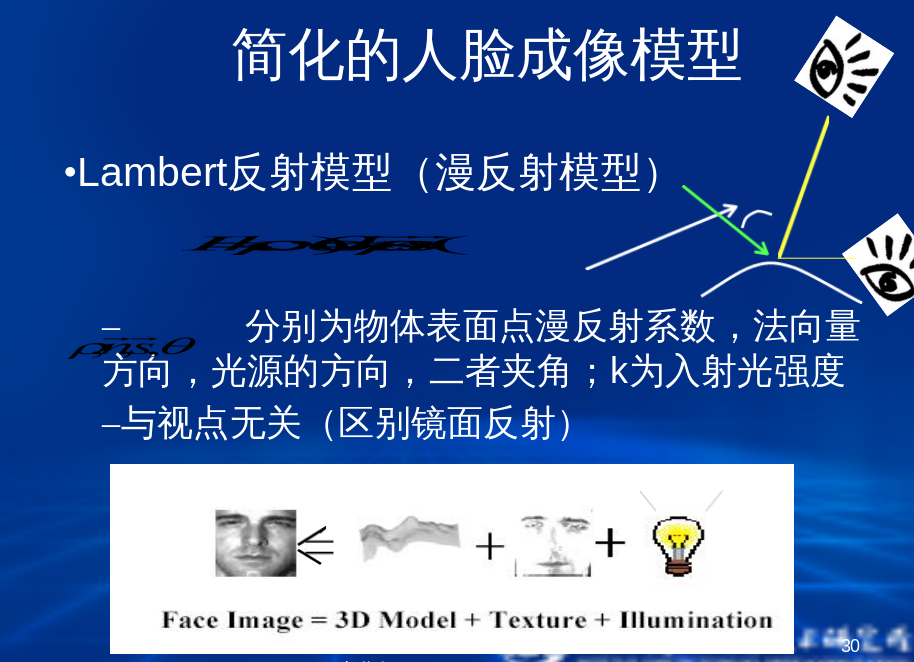 简化的人脸成像模型
•Lambert反射模型（漫反射模型）
–ρ,n,s,θ 分别为物体表面点漫反射系数，法向量
方向，光源的方向，二者夹角；k为入射光强度
–与视点无关（区别镜面反射）
Face Image = 3D Model + Texture + Illumination
30